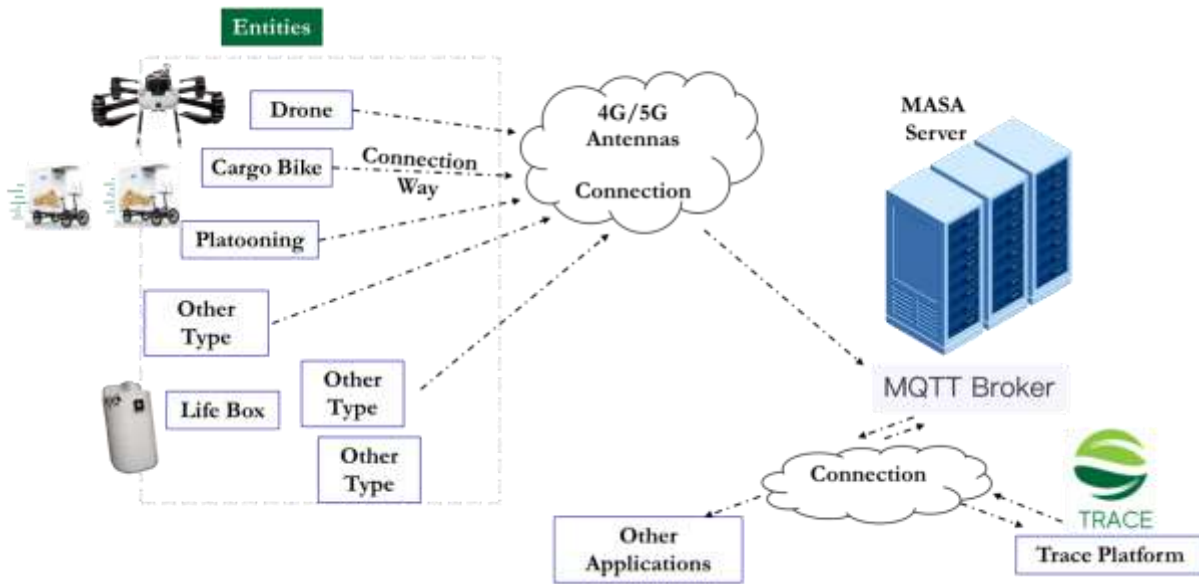 Entities
Drone
Cargo Bike
Connection
Way
Platooning
Other
Type
Life Box
Other
Type
Other
Type
4G/5G
Antennas
Connection
MASA
Server
MQTT Broker
Connection
Other
Applications
TRACE
Trace Platform